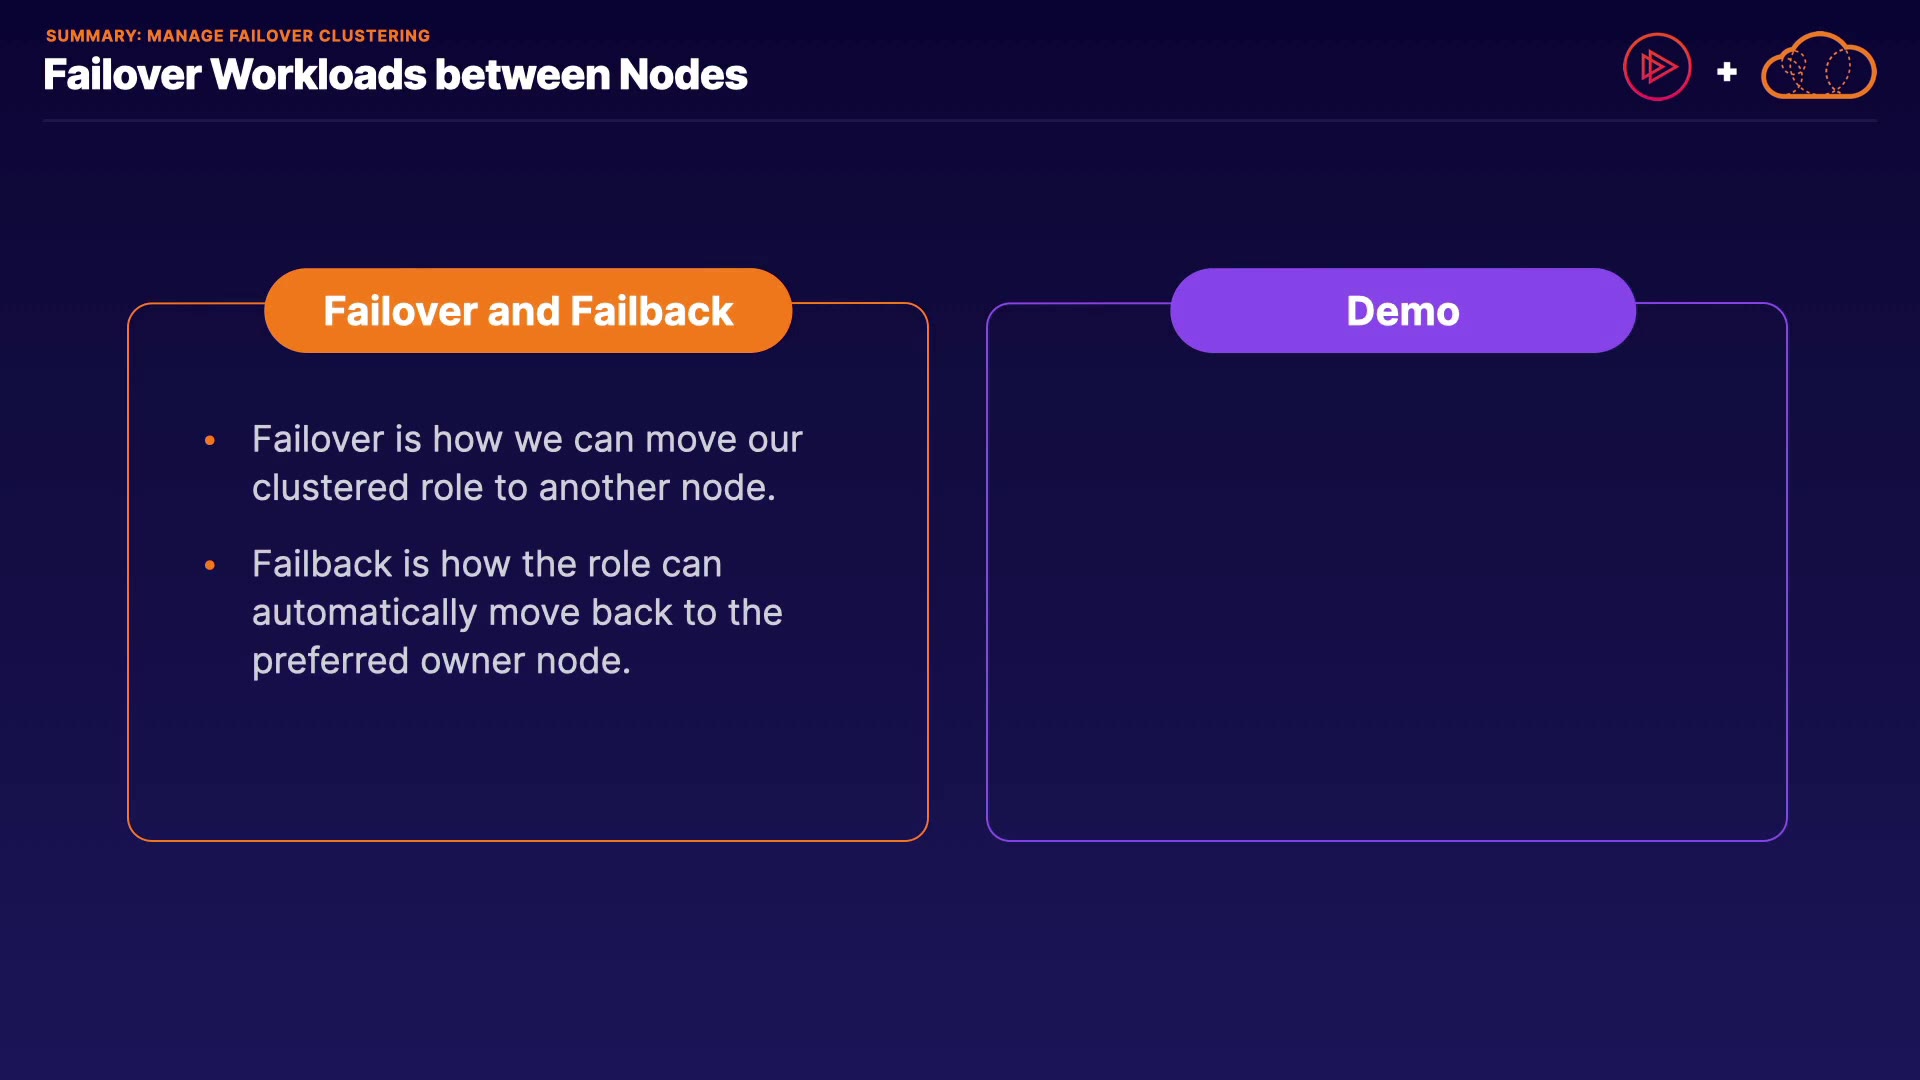 SUMMARY: MANAGE FAILOVER CLUSTERING
Failover Workloads between Nodes
+
Failover and Failback
• Failover is how we can move our
clustered role to another node.
• Failback is how the role can
automatically move back to the
preferred owner node.
Demo